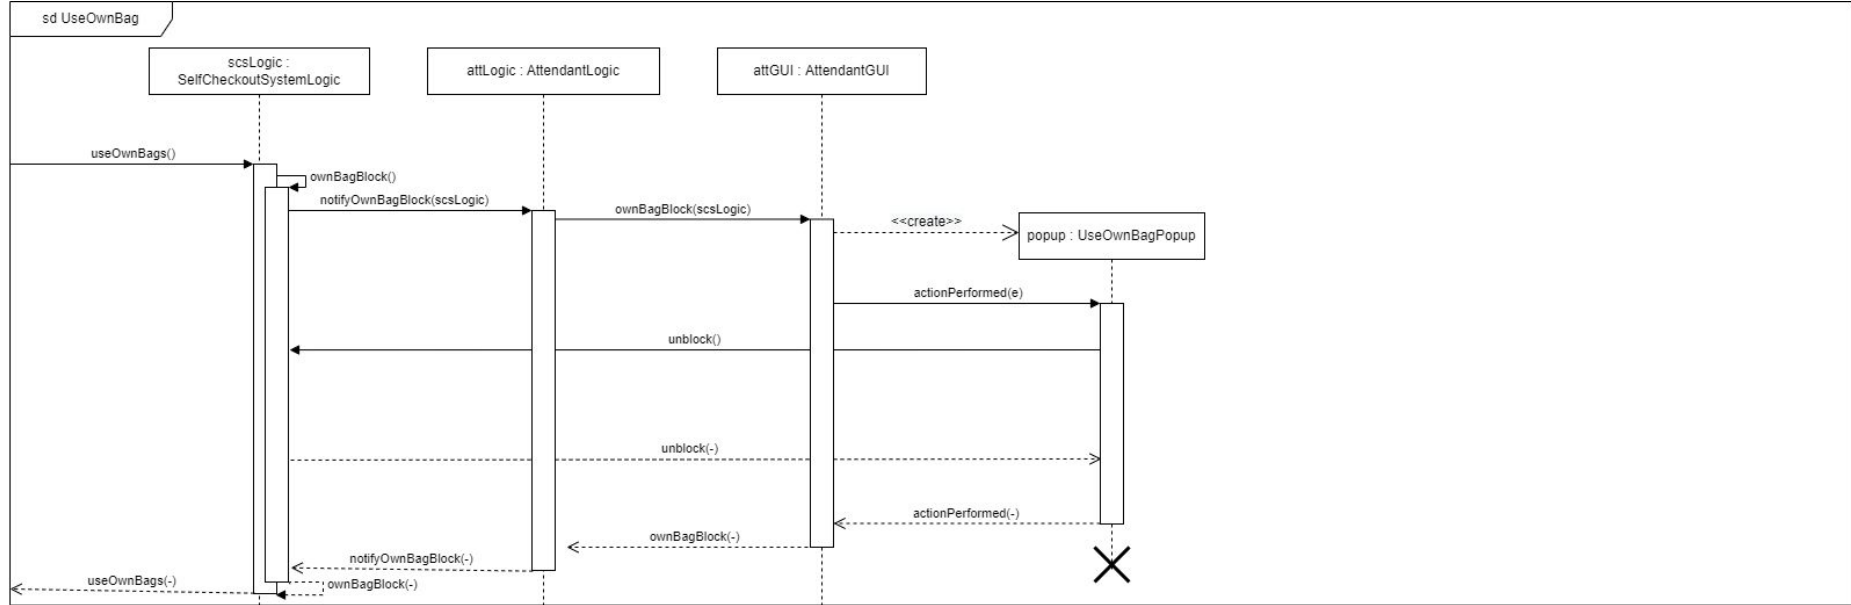 sd UseOwnBag
scsLogic :
SelfCheckoutSystemLogic
attLogic : AttendantLogic
attGUI : AttendantGUI
useOwnBags()
ownBagBlock()
notifyOwnBagBlock(scsLogic)
ownBagBlock(scsLogic)
<<create>>
popup : UseOwnBagPopup
actionPerformed(e)
unblock()
unblock(-)
actionPerformed(-)
ownBagBlock(-)
notifyOwnBagBlock(-)
useOwnBags(-)
ownBagBlock(-)